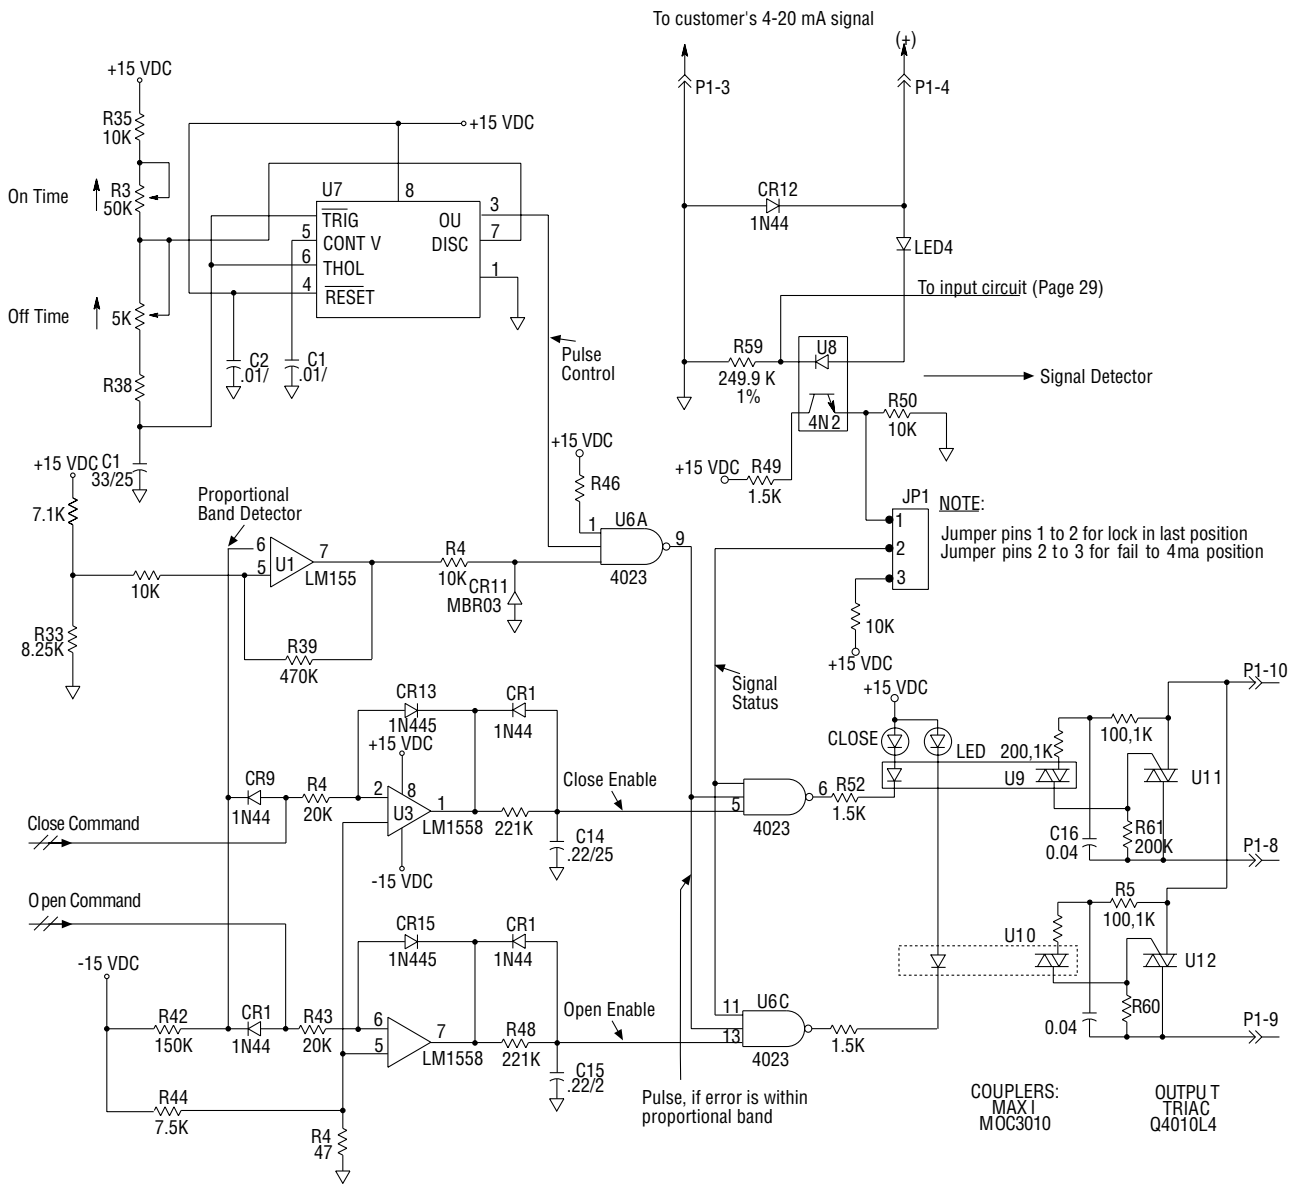 To customer's 4-20 mA signal
(+)
P1-3
P1-4
+15 VDC
R35
10K
On Time
R3
50K
Off Time
5K
R38
C1
33/25
+15 VDC
U7
8
3
7
1
5
6
4
TRIG
CONT V
THOL
RESET
OU
DISC
C2
.01/
C1
.01/
Pulse
Control
CR12
1N44
LED4
To input circuit (Page 29)
R59
249.9 K
1%
U8
4N 2
Signal Detector
R50
10K
+15 VDC
R49
1.5K
JP1
1
2
3
NOTE:
Jumper pins 1 to 2 for lock in last position
Jumper pins 2 to 3 for fail to 4ma position
10K
+15 VDC
+15 VDC
7.1K
R33
8.25K
10K
Proportional
Band Detector
6
5
7
U1
LM155
R39
470K
R4
10K
CR11
MBR03
+15 VDC
R46
1
U6A
9
4023
Signal
Status
CR13
1N445
CR1
1N44
+15 VDC
CR9
1N44
R4
20K
2
8
U3
1
LM1558
-15 VDC
221K
C14
.22/25
Close Enable
Close Command
5
6
4023
R52
1.5K
+15 VDC
CLOSE
LED
200,1K
U9
100,1K
U11
C16
0.04
R61
200K
P1-10
P1-8
Open Command
-15 VDC
R42
150K
CR1
1N44
R43
20K
CR15
1N445
CR1
1N44
6
5
7
LM1558
R48
221K
C15
.22/2
Open Enable
R44
7.5K
R4
47
Pulse, if error is within
proportional band
11
13
U6C
4023
1.5K
U10
R5
100,1K
U12
R60
0.04
P1-9
COUPLERS:
MAX I
MOC3010
OUTPU T
TRIAC
Q4010L4